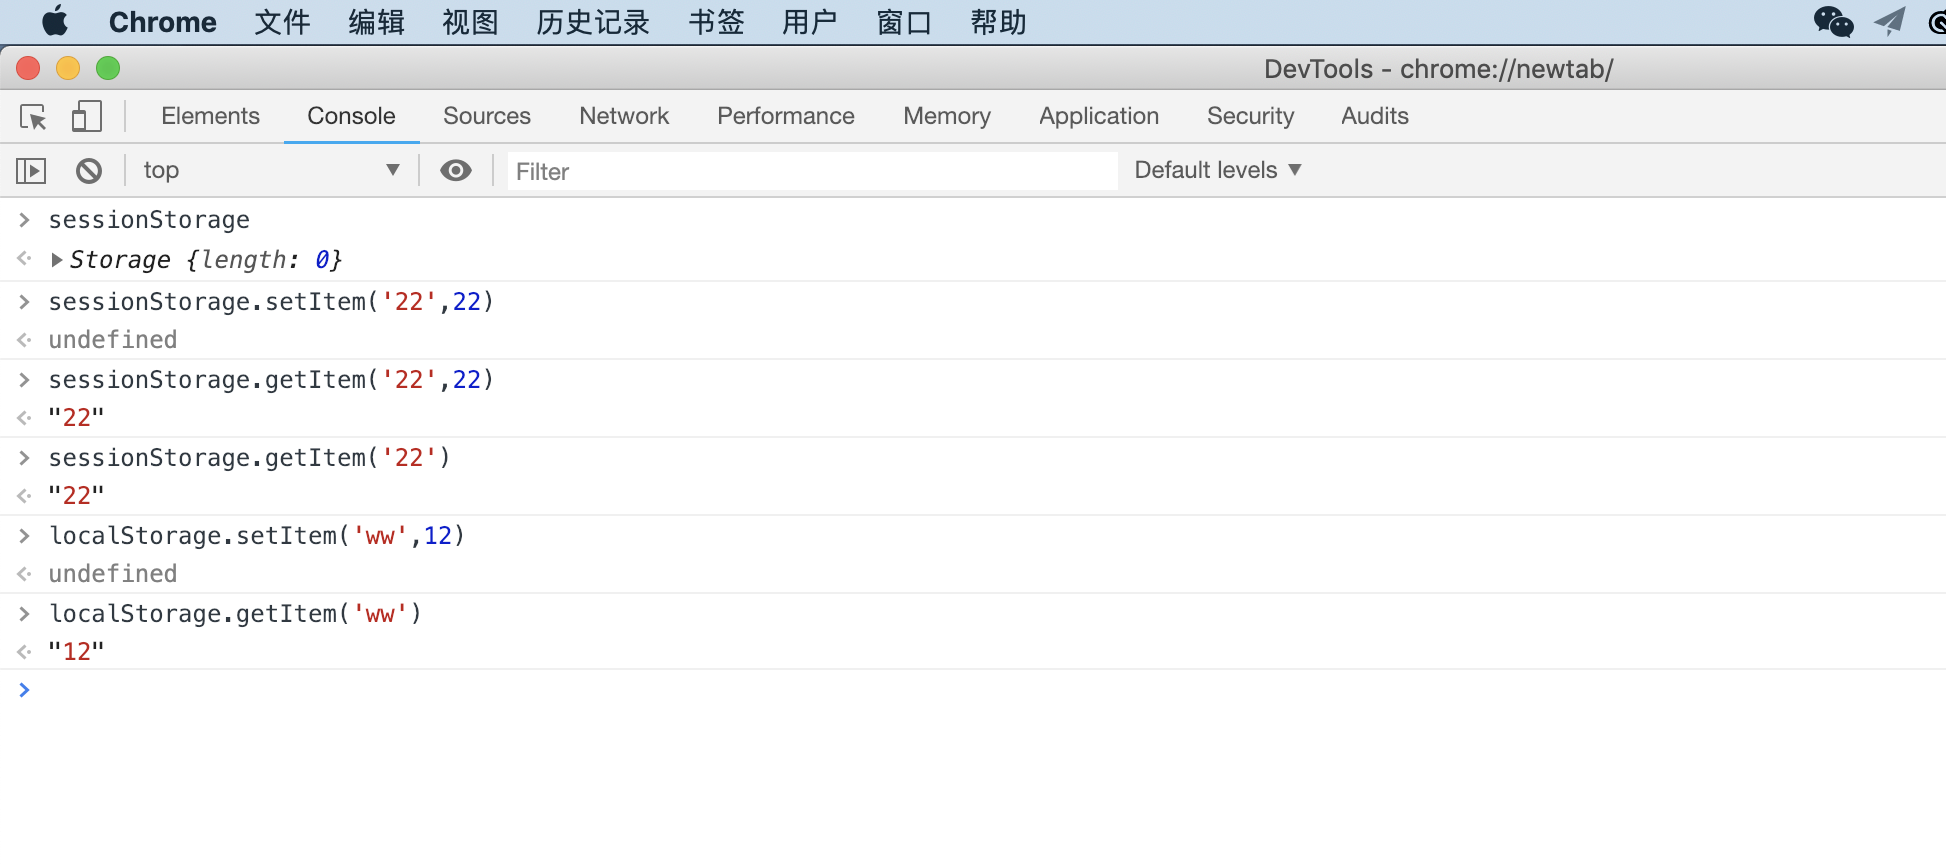 Chrome 文件 编辑 视图 历史记录 书签 用户 窗口 帮助
DevTools - chrome://newtab/
Elements Console Sources Network Performance Memory Application Security Audits
top Filter Default levels
sessionStorage
Storage {length: 0}
sessionStorage.setItem('22',22)
undefined
sessionStorage.getItem('22',22)
"22"
sessionStorage.getItem('22')
"22"
localStorage.setItem('ww',12)
undefined
localStorage.getItem('ww')
"12"